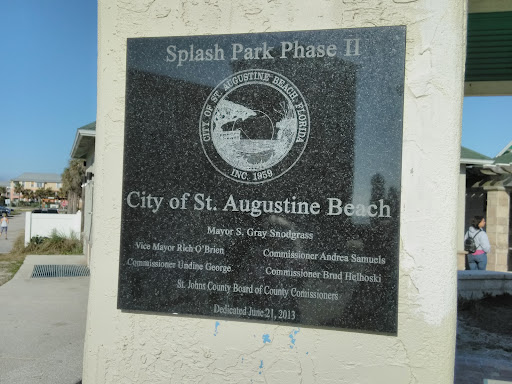 Splash Park Phase II
CITY OF ST. AUGUSTINE BEACH, FLORIDA
INC. 1959
City of St. Augustine Beach
Mayor S. Gray Snodgrass
Vice Mayor Rich O'Brien
Commissioner Andrea Samuels
Commissioner Undine George
Commissioner Brud Helhoski
St. Johns County Board of County Comissioners
Dedicated June 21, 2013